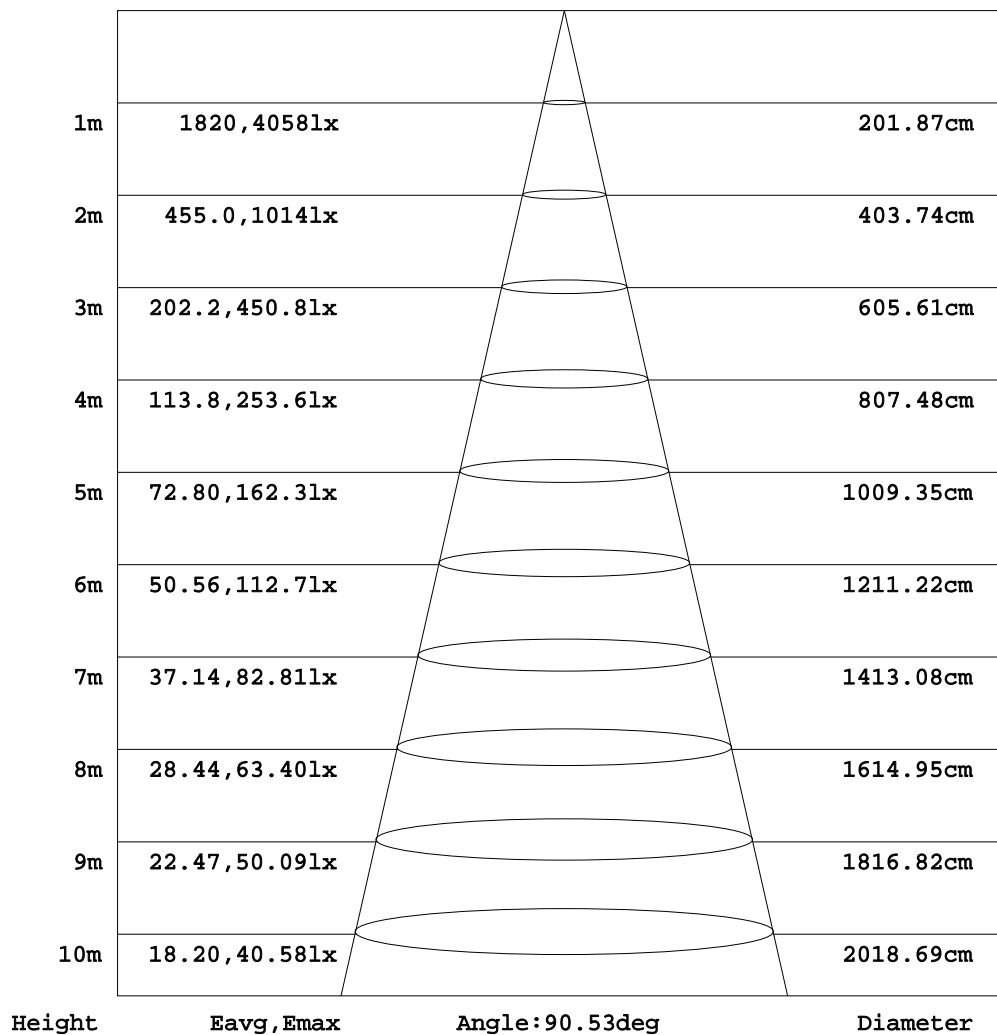 1m 1820,4058lx 201.87cm
2m 455.0,1014lx 403.74cm
3m 202.2,450.8lx 605.61cm
4m 113.8,253.6lx 807.48cm
5m 72.80,162.3lx 1009.35cm
6m 50.56,112.7lx 1211.22cm
7m 37.14,82.81lx 1413.08cm
8m 28.44,63.40lx 1614.95cm
9m 22.47,50.09lx 1816.82cm
10m 18.20,40.58lx 2018.69cm
Height Eavg,Emax Angle:90.53deg Diameter